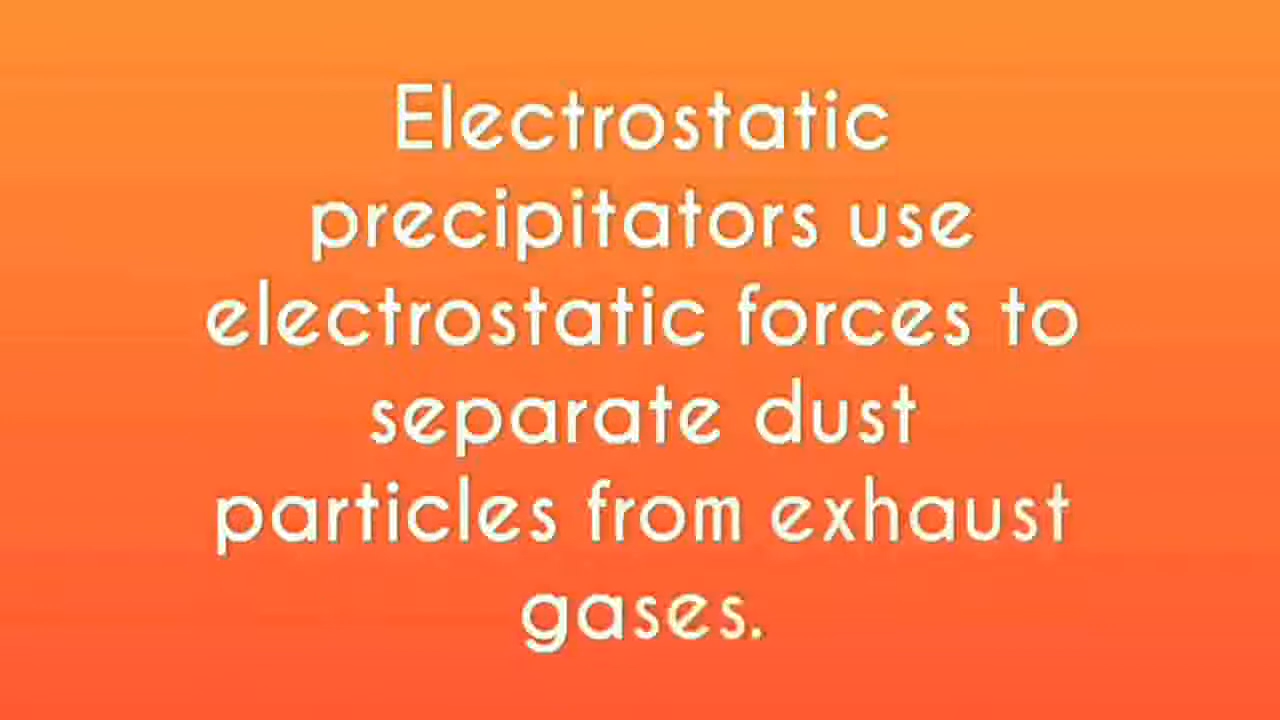 Electrostatic
precipitators use
electrostatic forces to
separate dust
particles from exhaust
gases.